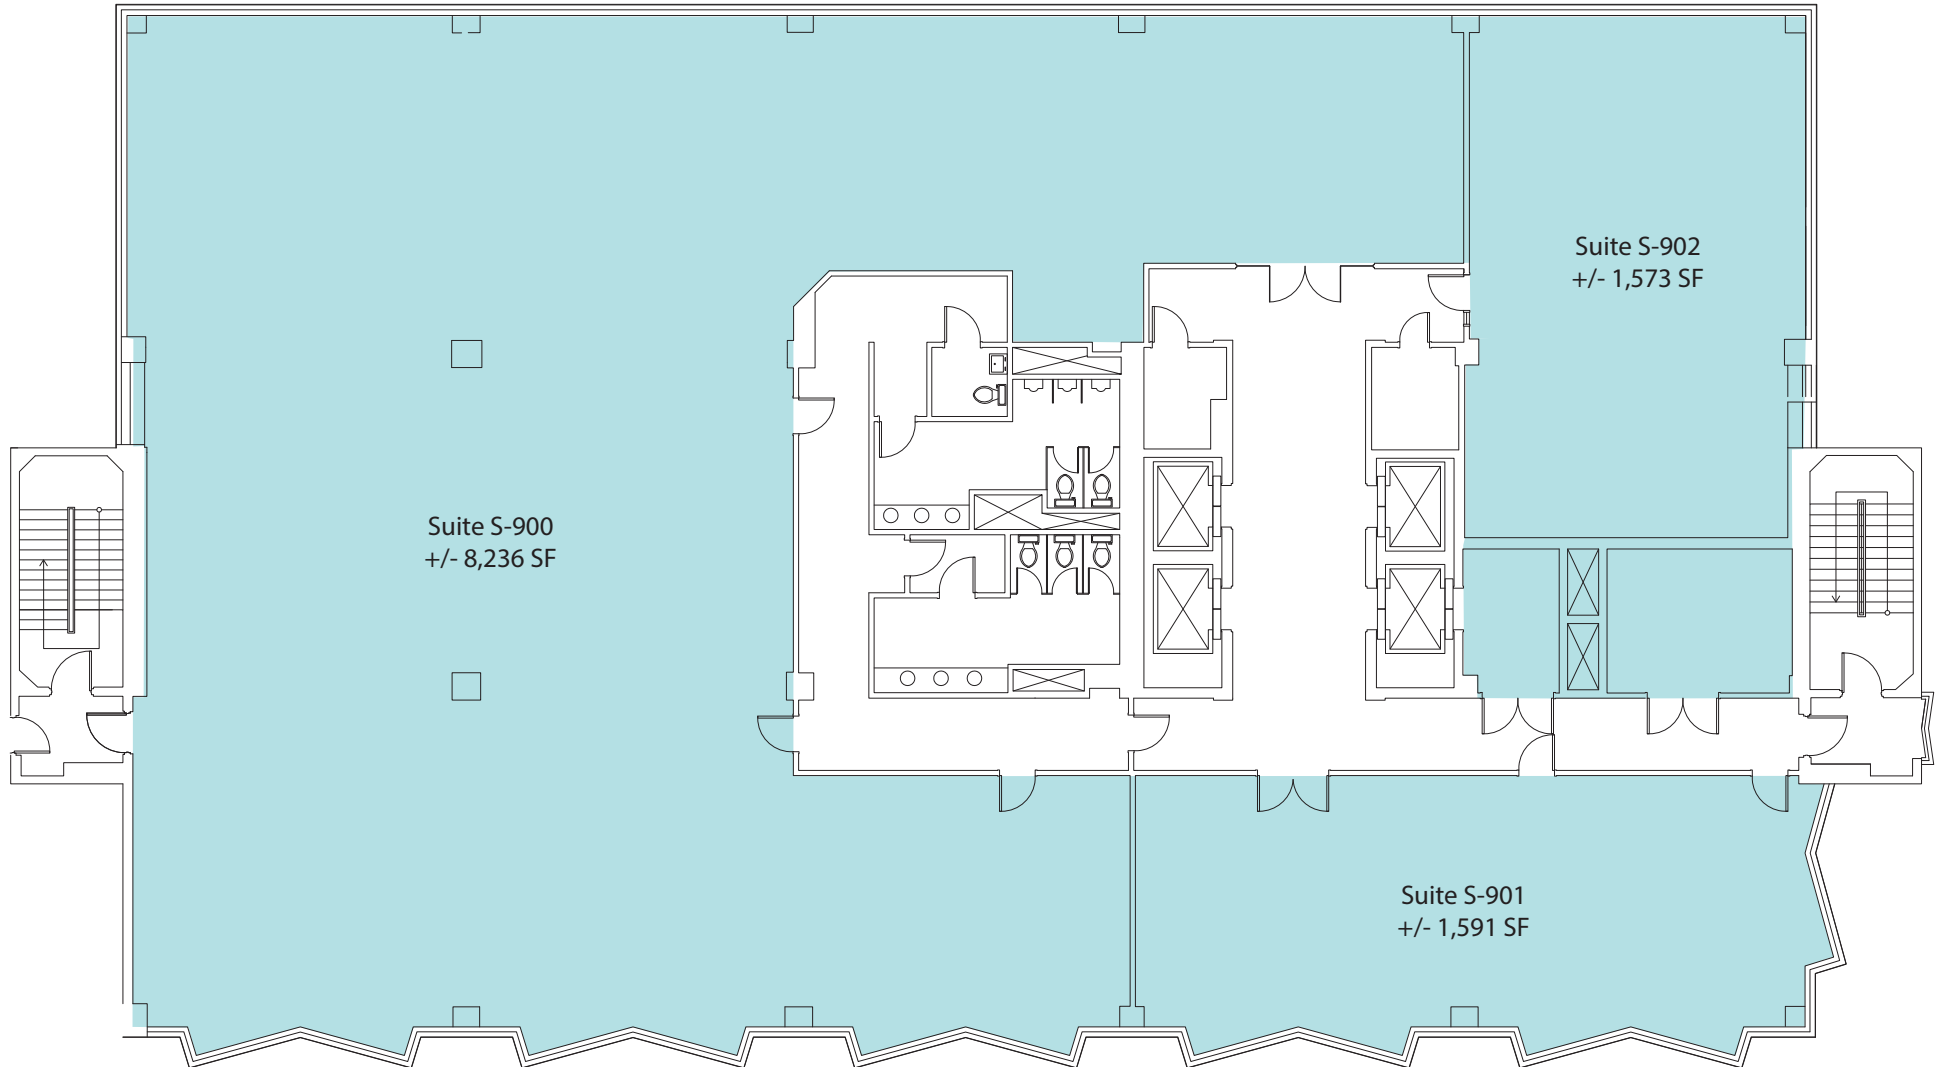 Suite S-902
+/- 1,573 SF
Suite S-900
+/- 8,236 SF
Suite S-901
+/- 1,591 SF